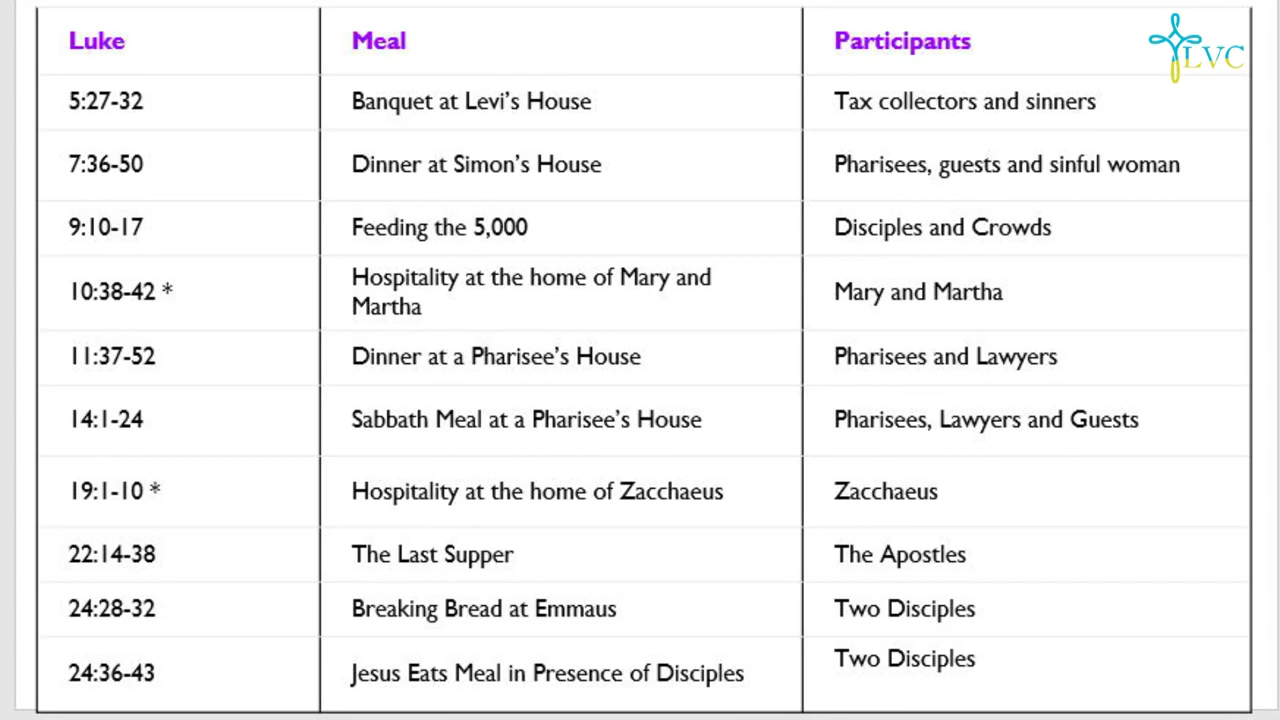 Luke Meal Participants
LVC
5:27-32 Banquet at Levi's House Tax collectors and sinners
7:36-50 Dinner at Simon's House Pharisees, guests and sinful woman
9:10-17 Feeding the 5,000 Disciples and Crowds
10:38-42 * Hospitality at the home of Mary and
Martha Mary and Martha
11:37-52 Dinner at a Pharisee's House Pharisees and Lawyers
14:1-24 Sabbath Meal at a Pharisee's House Pharisees, Lawyers and Guests
19:1-10 * Hospitality at the home of Zacchaeus Zacchaeus
22:14-38 The Last Supper The Apostles
24:28-32 Breaking Bread at Emmaus Two Disciples
24:36-43 Jesus Eats Meal in Presence of Disciples Two Disciples